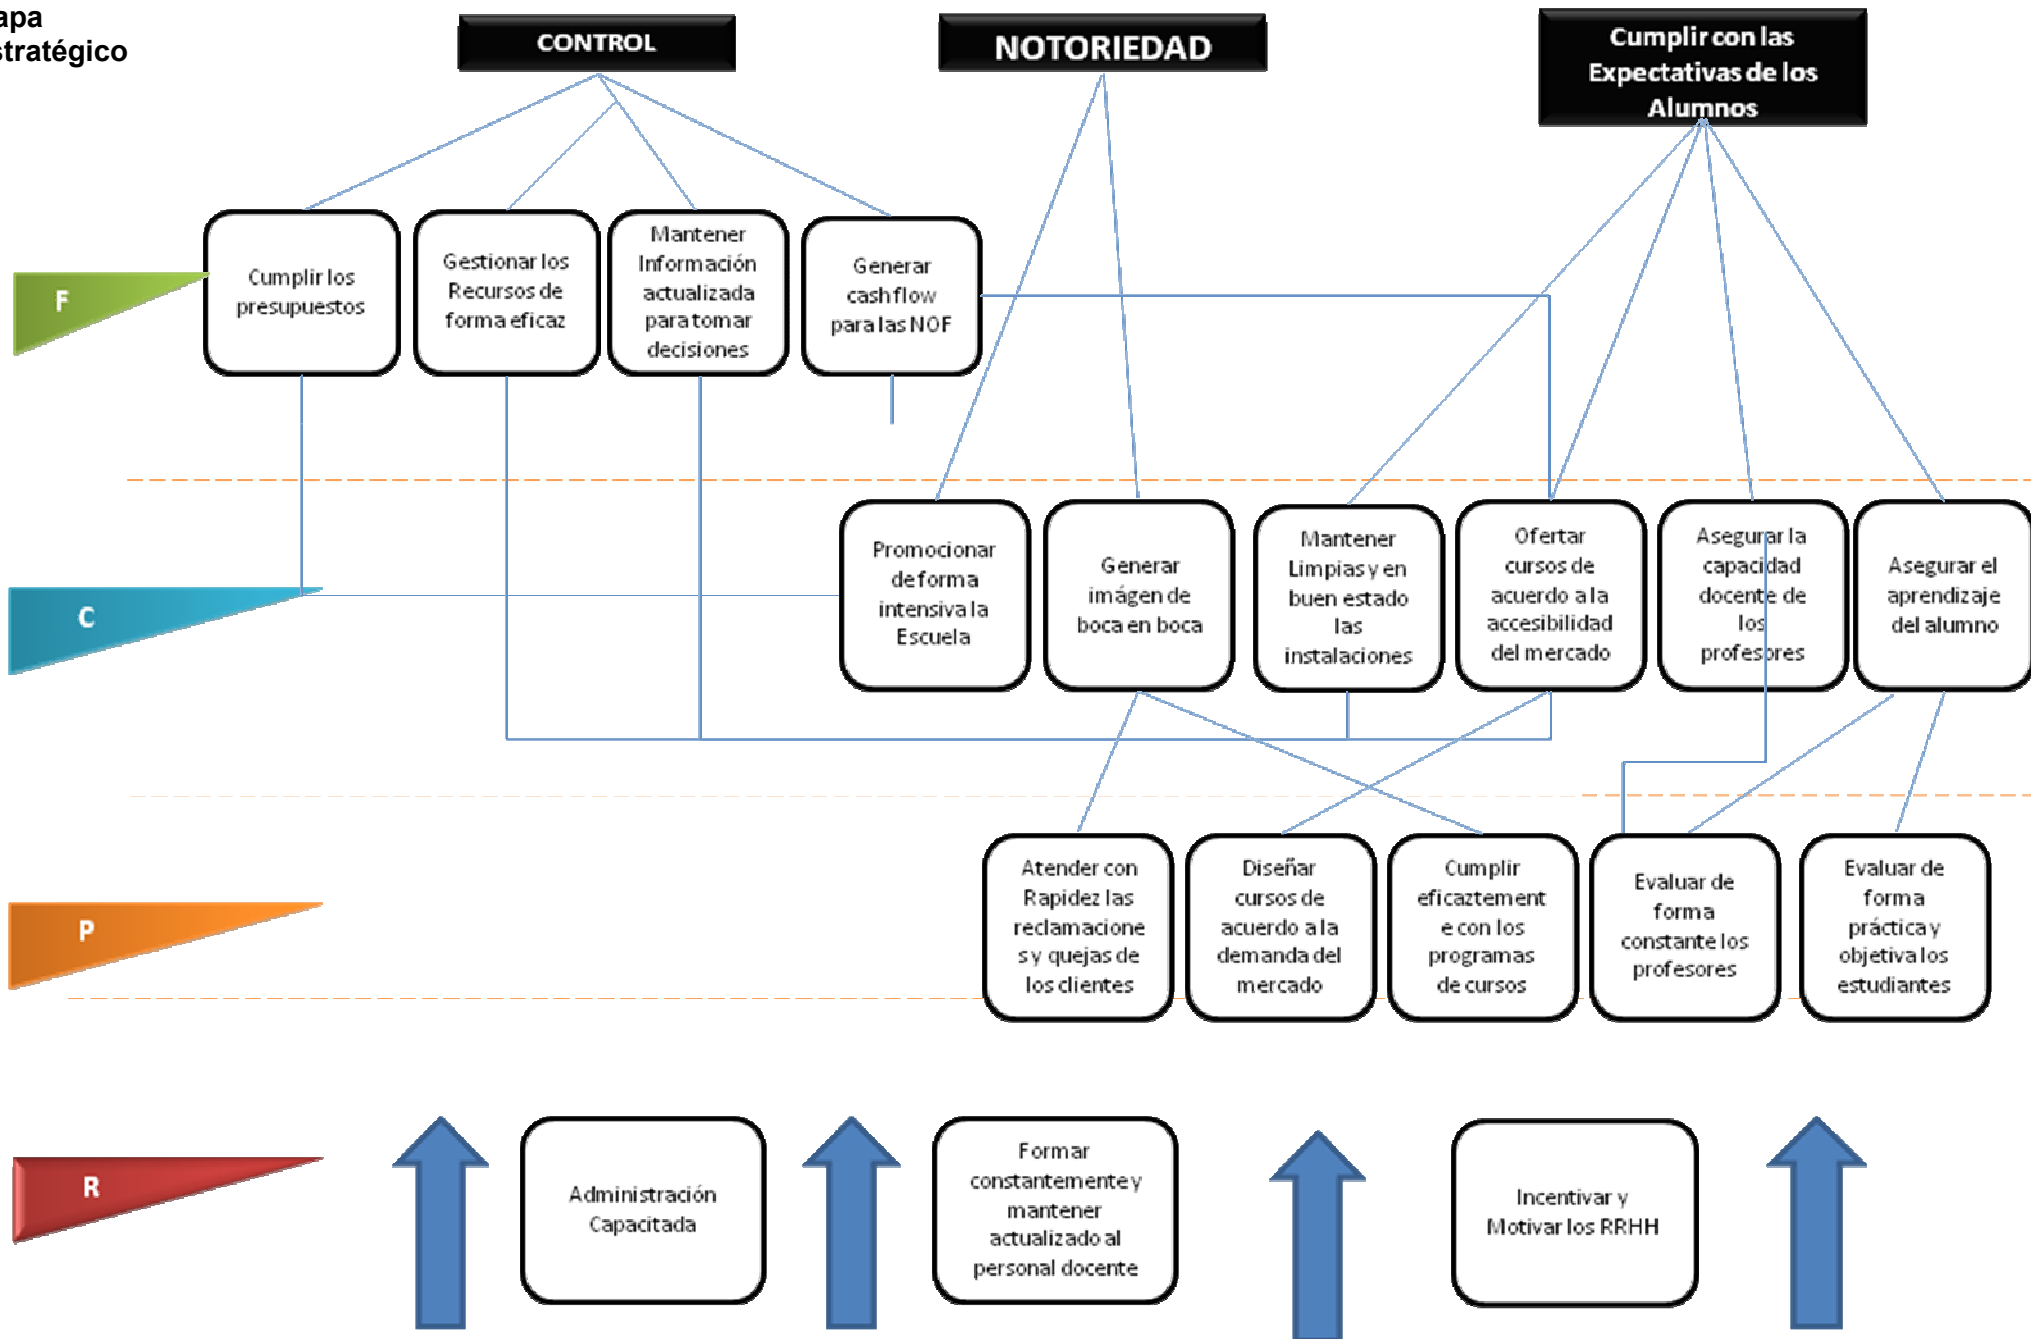 apa
stratégico
CONTROL
NOTORIEDAD
Cumplir con las
Expectativas de los
Alumnos
F
Cumplir los
presupuestos
Gestionar los
Recursos de
forma eficaz
Mantener
Información
actualizada
para tomar
decisiones
Generar
cashflow
para las NOF
C
Promocionar
de forma
intensiva la
Escuela
Generar
imágen de
boca en boca
Mantener
Limpias y en
buen estado
las
instalaciones
Ofertar
cursos de
acuerdo a la
accesibilidad
del mercado
Asegurar la
capacidad
docente de
los
profesores
Asegurar el
aprendizaje
del alumno
P
Atender con
Rapidez las
reclamacione
s y quejas de
los clientes
Diseñar
cursos de
acuerdo a la
demanda del
mercado
Cumplir
eficaztement
e con los
programas
de cursos
Evaluar de
forma
constante los
profesores
Evaluar de
forma
práctica y
objetiva los
estudiantes
R
Administración
Capacitada
Formar
constantemente y
mantener
actualizado al
personal docente
Incentivar y
Motivar los RRHH